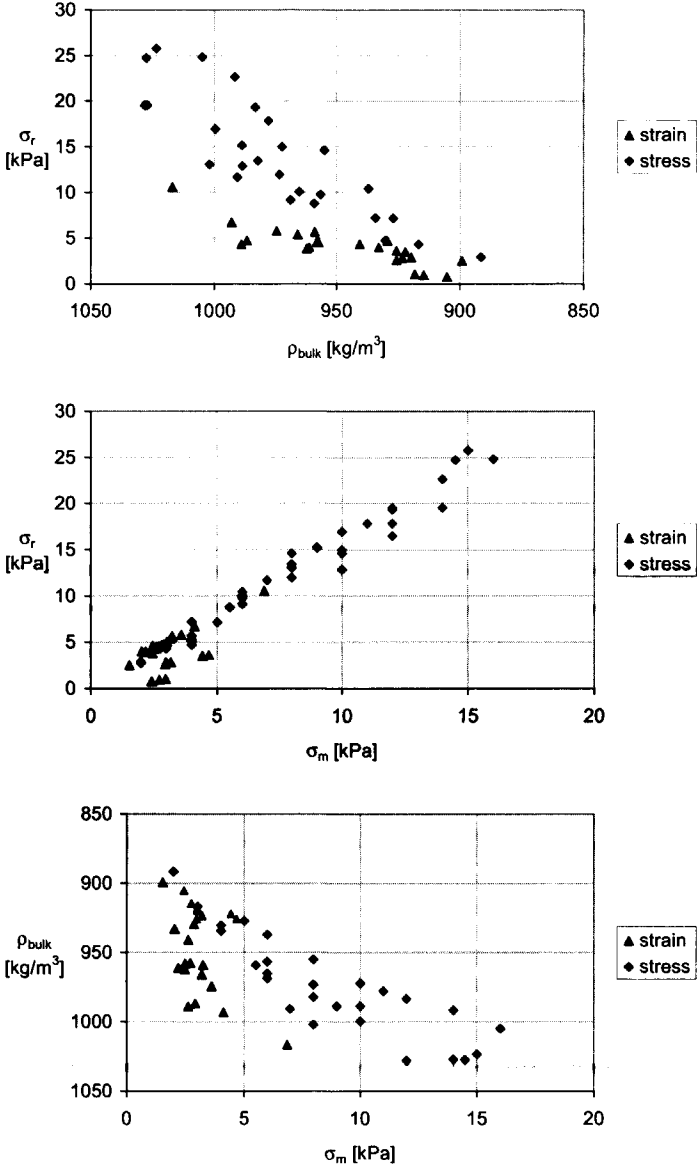 30
25
20
15
10
5
0
σr
[kPa]
1050 1000 950 900 850
ρbulk [kg/m³]
▲ strain
◆ stress
30
25
20
15
10
5
0
σr
[kPa]
0 5 10 15 20
σm [kPa]
▲ strain
◆ stress
850
900
950
1000
1050
ρbulk
[kg/m³]
0 5 10 15 20
σm [kPa]
▲ strain
◆ stress